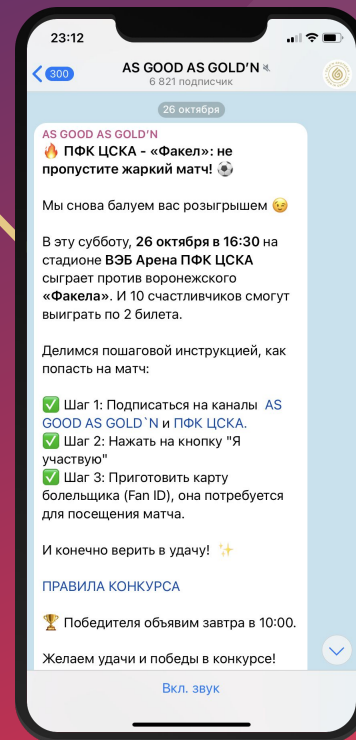 23:12
300
AS GOOD AS GOLD'N
6 821 подписчик
26 октября
AS GOOD AS GOLD'N
🔥 ПФК ЦСКА - «Факел»: не
пропустите жаркий матч! ⚽
Мы снова балуем вас розыгрышем 😉
В эту субботу, 26 октября в 16:30 на
стадионе ВЭБ Арена ПФК ЦСКА
сыграет против воронежского
«Факела». И 10 счастливчиков смогут
выиграть по 2 билета.
Делимся пошаговой инструкцией, как
попасть на матч:
✅ Шаг 1: Подписаться на каналы AS
GOOD AS GOLD`N и ПФК ЦСКА.
✅ Шаг 2: Нажать на кнопку "Я
участвую"
✅ Шаг 3: Приготовить карту
болельщика (Fan ID), она потребуется
для посещения матча.
И конечно верить в удачу! ✨
ПРАВИЛА КОНКУРСА
🏆 Победителя объявим завтра в 10:00.
Желаем удачи и победы в конкурсе!
Вкл. звук